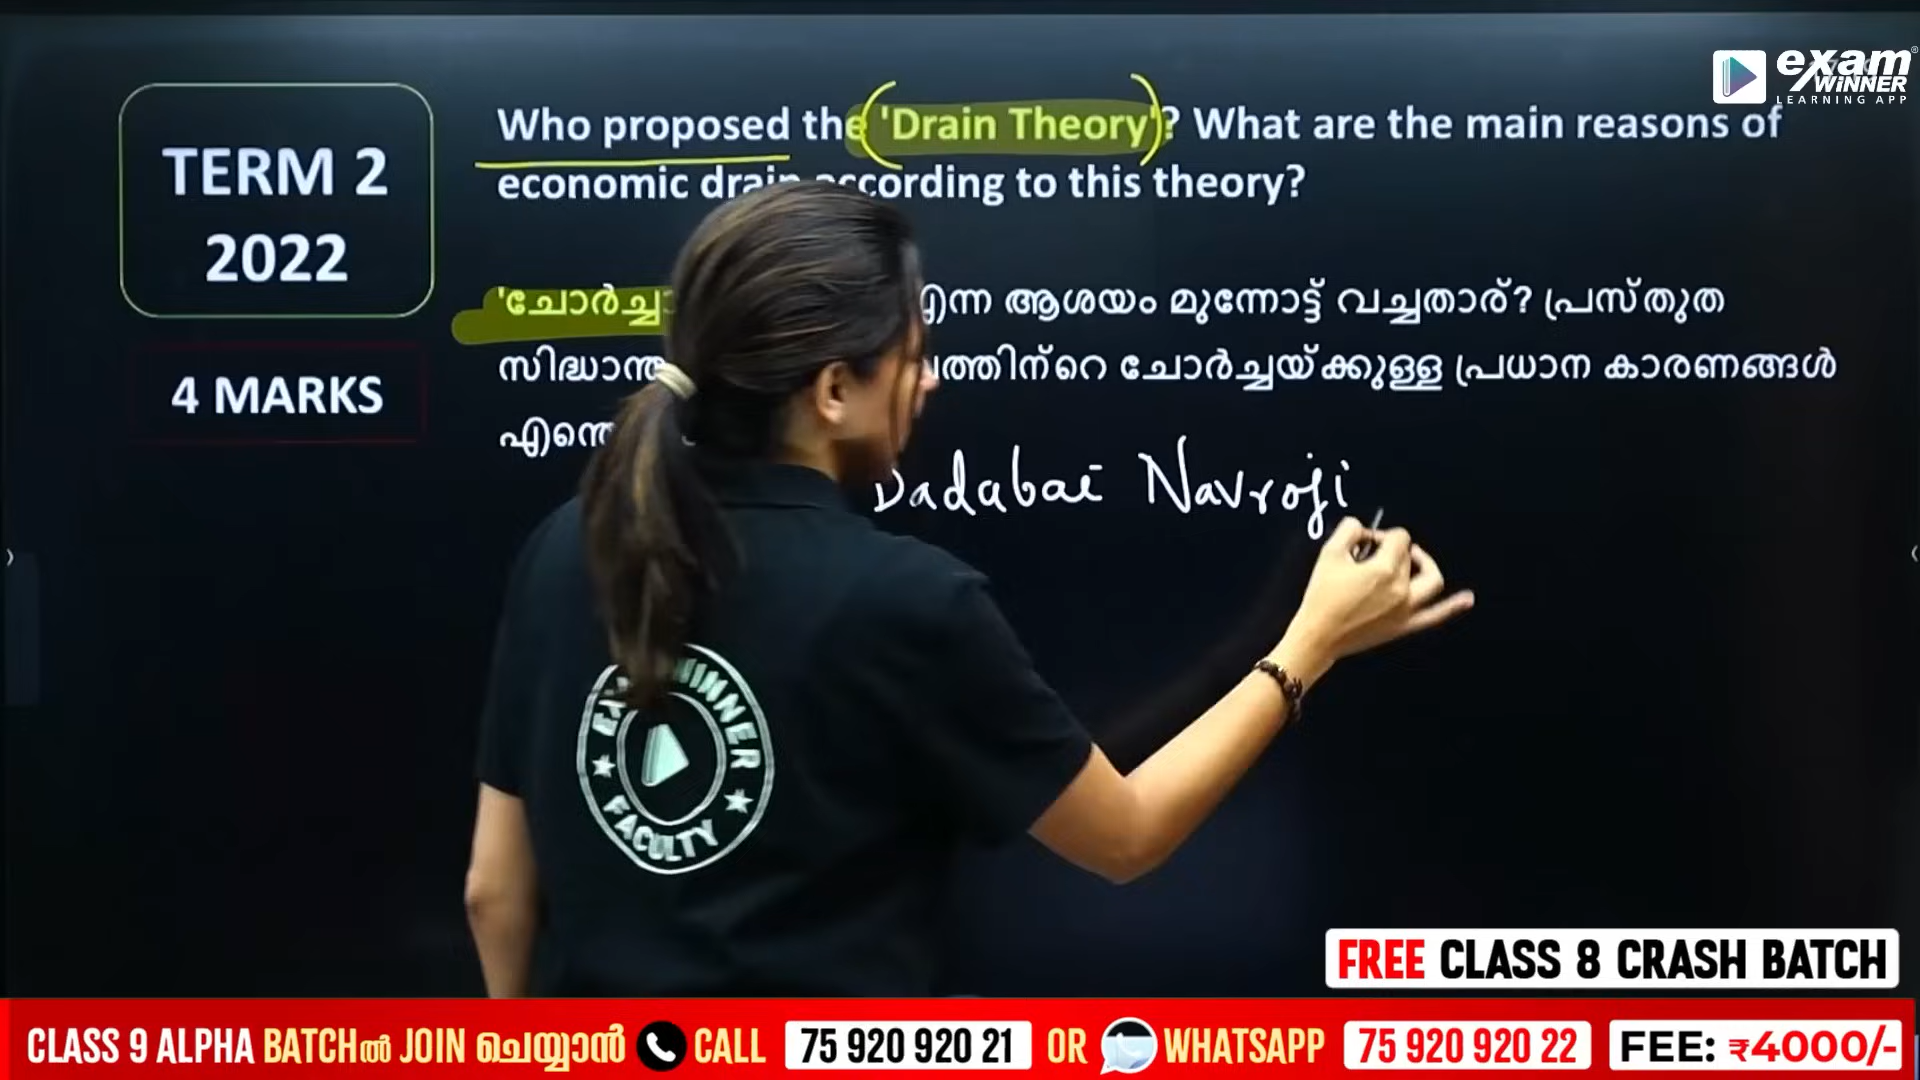 exam
WINNER
LEARNING APP
TERM 2
2022
4 MARKS
Who proposed the 'Drain Theory'? What are the main reasons of
economic drain according to this theory?
എന്ന ആശയം മുന്നോട്ട് വച്ചതാര്? പ്രസ്തുത
ചോർച്ചയ്ക്കുള്ള പ്രധാന കാരണങ്ങൾ
Dadabai Navroji
WINNER
FACULTY
FREE CLASS 8 CRASH BATCH
CLASS 9 ALPHA BATCHൽ JOIN ചെയ്യാൻ CALL 75 920 920 21 OR WHATSAPP 75 920 920 22 FEE: ₹4000/-